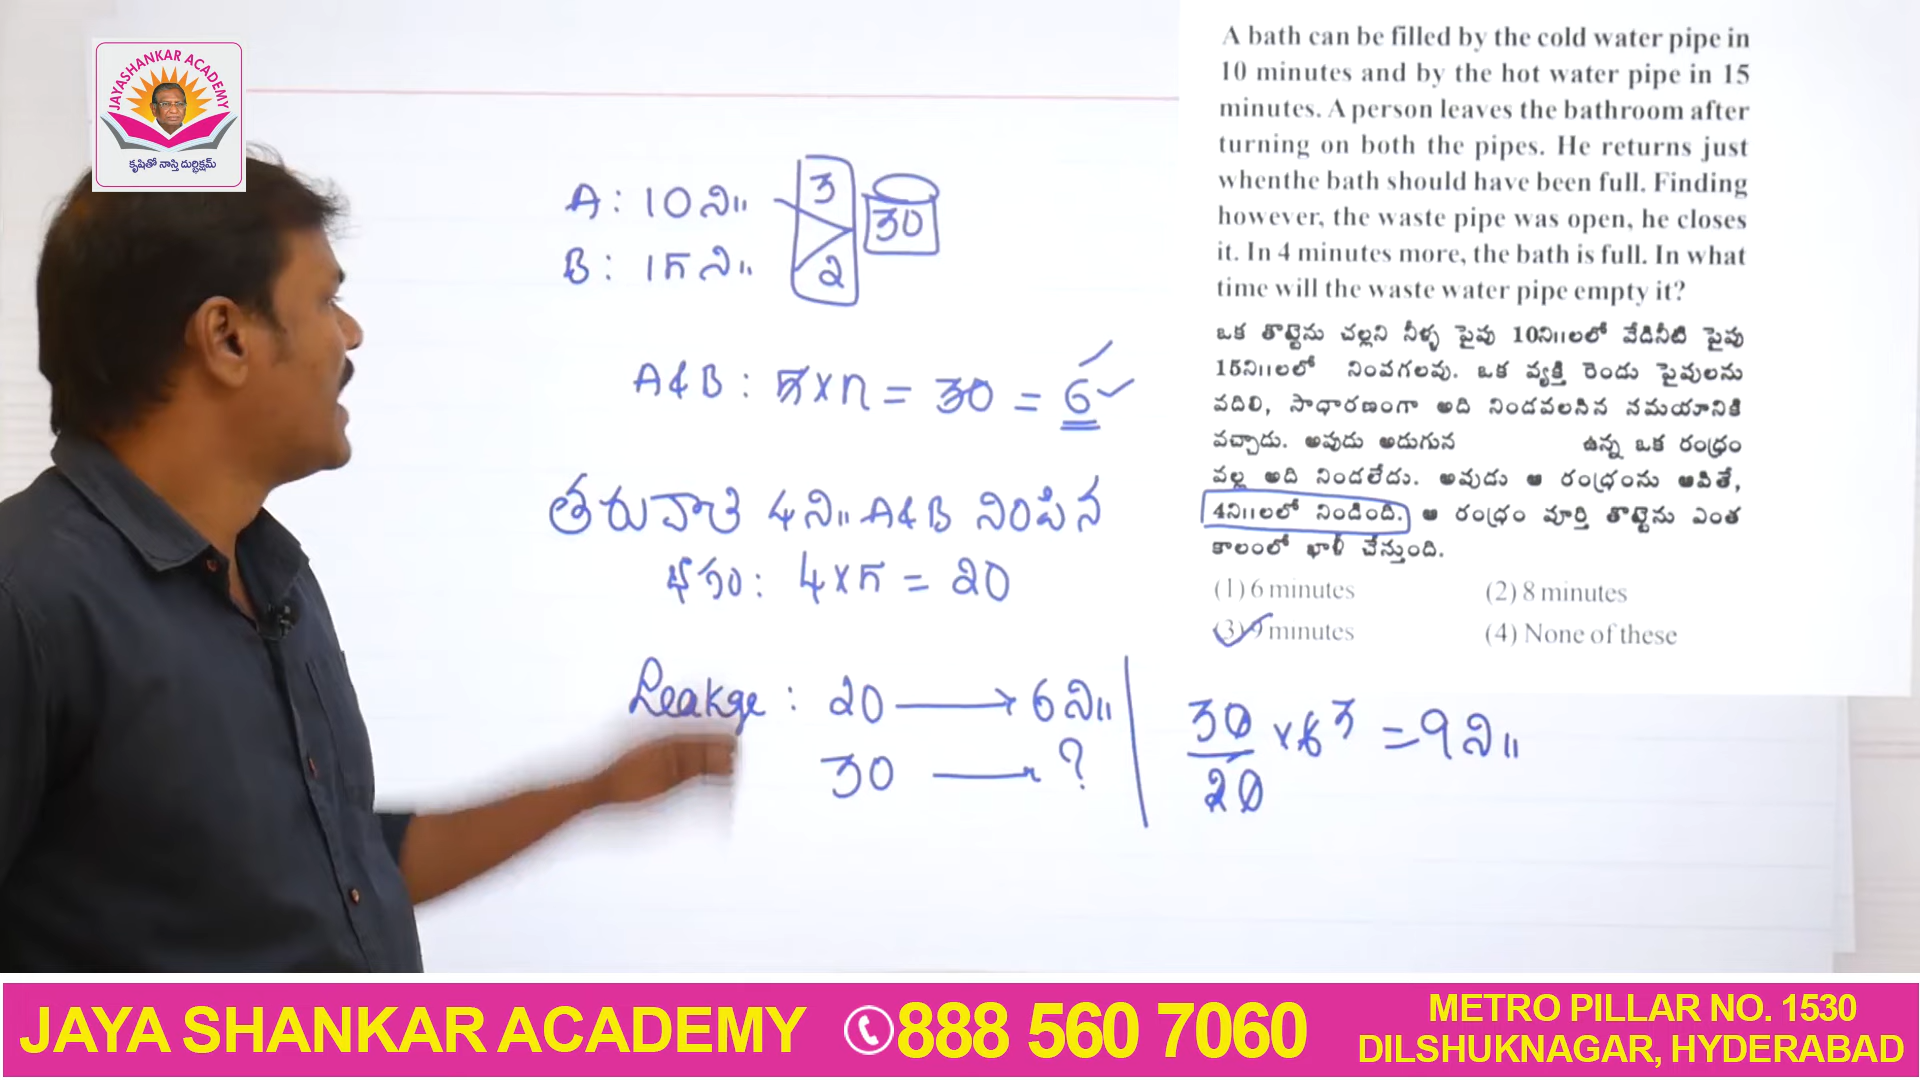 JAYASHANKAR ACADEMY
కృషితో నాస్తి దుర్భిక్షమ్
A bath can be filled by the cold water pipe in
10 minutes and by the hot water pipe in 15
minutes. A person leaves the bathroom after
turning on both the pipes. He returns just
whenthe bath should have been full. Finding
however, the waste pipe was open, he closes
it. In 4 minutes more, the bath is full. In what
time will the waste water pipe empty it?
ఒక తొట్టెను చల్లని నీళ్ళ పైపు 10ని॥లలో వేడినీటి పైపు
15ని॥లలో నింపగలవు. ఒక వ్యక్తి రెండు పైపులను
వదిలి, సాధారణంగా అది నిండవలసిన సమయానికి
వచ్చాడు. అపుడు అడుగున ఉన్న ఒక రంధ్రం
వల్ల అది నిండలేదు. అపుడు ఆ రంధ్రంను ఆపితే,
4ని॥లలో నిండింది. ఆ రంధ్రం పూర్తి తొట్టెను ఎంత
కాలంలో ఖాళీ చేస్తుంది.
(1) 6 minutes (2) 8 minutes
(3) 9 minutes (4) None of these
A : 10ని॥ 3 30
B : 15ని॥ 2
A&B : 5×n = 30 = 6
తరువాత 4ని॥ A&B నింపిన
భాగం : 4×5 = 20
Leakge : 20 → 6ని॥
30 → ?
30/20 ×6 3 = 9ని॥
JAYA SHANKAR ACADEMY
888 560 7060
METRO PILLAR NO. 1530
DILSHUKNAGAR, HYDERABAD